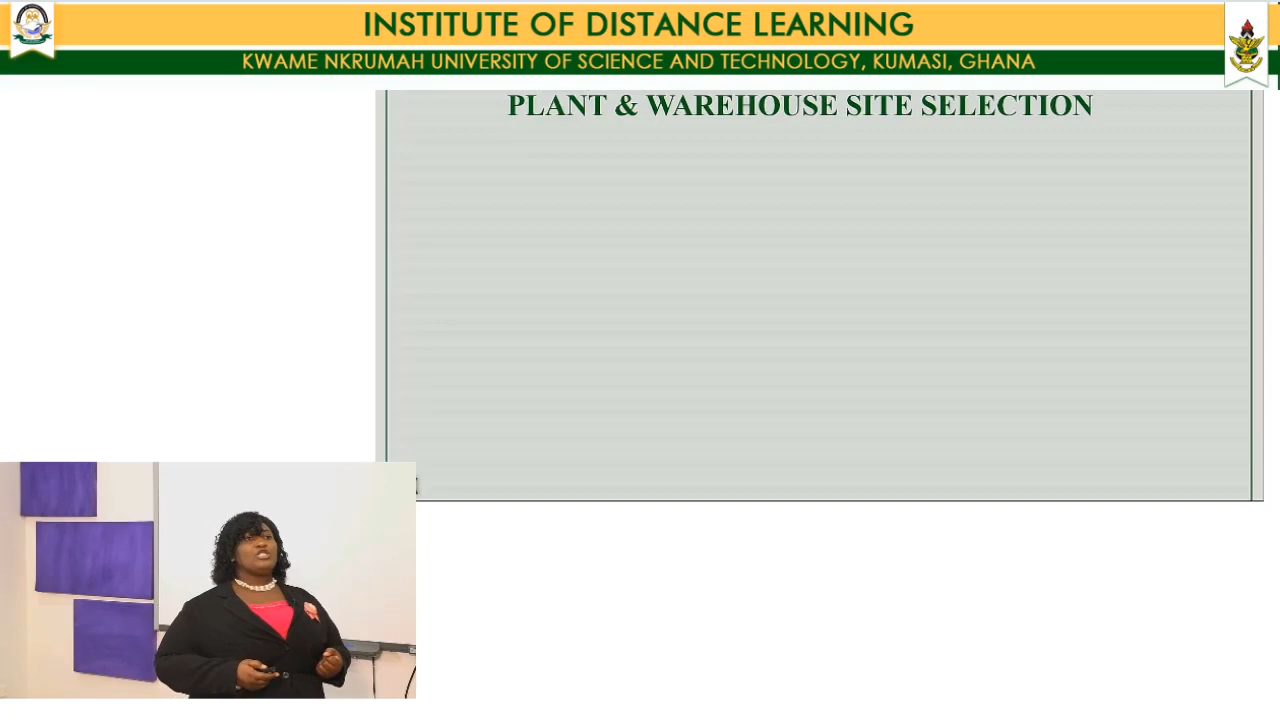 INSTITUTE OF DISTANCE LEARNING
KWAME NKRUMAH UNIVERSITY OF SCIENCE AND TECHNOLOGY, KUMASI, GHANA
PLANT & WAREHOUSE SITE SELECTION